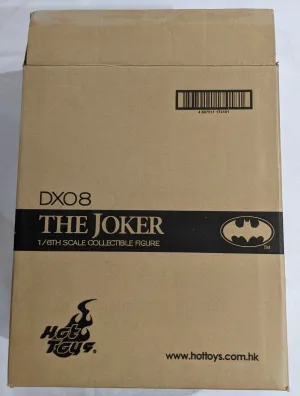 DX08
THE JOKER
1/6TH SCALE COLLECTIBLE FIGURE
HOT
TOYS
www.hottoys.com.hk